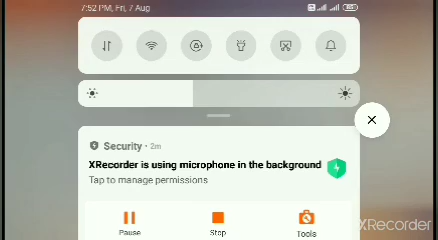 7:52 PM, Fri, 7 Aug
Security • 2m
XRecorder is using microphone in the background
Tap to manage permissions
Pause
Stop
Tools
XRecorder